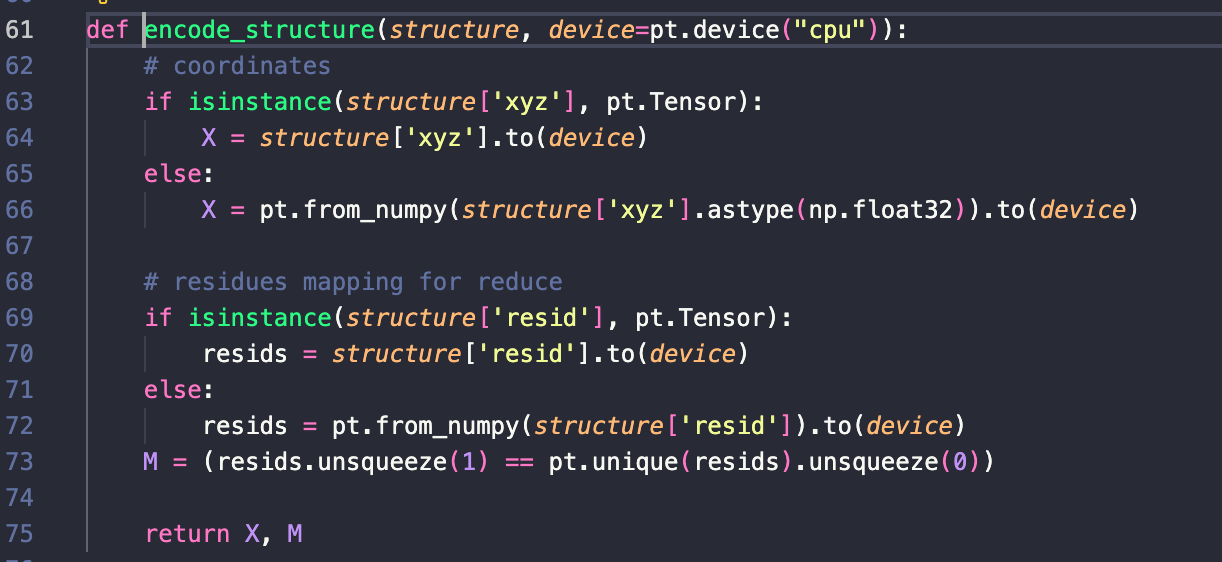 61 def encode_structure(structure, device=pt.device("cpu")):
62     # coordinates
63     if isinstance(structure['xyz'], pt.Tensor):
64         X = structure['xyz'].to(device)
65     else:
66         X = pt.from_numpy(structure['xyz'].astype(np.float32)).to(device)
67
68     # residues mapping for reduce
69     if isinstance(structure['resid'], pt.Tensor):
70         resids = structure['resid'].to(device)
71     else:
72         resids = pt.from_numpy(structure['resid']).to(device)
73     M = (resids.unsqueeze(1) == pt.unique(resids).unsqueeze(0))
74
75     return X, M